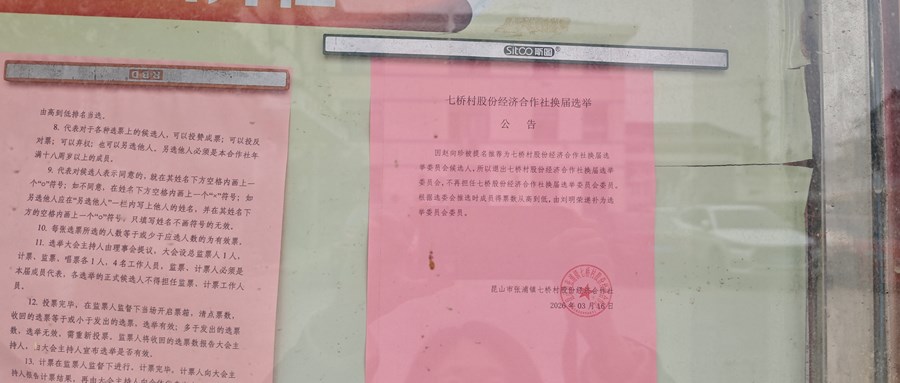 由高到低排名当选。
8. 代表对于各种选票上的候选人，可以投赞成票；可以投反
对票；可以弃权；也可以另选他人，另选他人必须是本合作社年
满十八周岁以上的成员。
9. 代表对候选人表示同意的，就在其姓名下方空格内画上一
个"○"符号；如不同意，在姓名下方空格内画上一个"×"符号；如
另选他人应在"另选他人"一栏内写上他人的姓名，并在其姓名下
方的空格内画上一个"○"符号。只填写姓名不画符号的无效。
10. 每张选票所选的人数等于或少于应选人数的为有效票。
11. 选举大会主持人由理事会提议，大会设总监票人 1 人，
计票、监票、唱票各 1 人，4 名工作人员，监票、计票人必须是
本届成员代表，各选举的正式候选人不得担任监票、计票工作人
员。
12. 投票完毕，在监票人监督下当场开启票箱，清点票数，
收回的选票等于或小于发出的选票，选举有效；多于发出的选票
数，选举无效，需重新投票，监票人将收回的选票数报告大会主
持人，大会主持人宣布选举是否有效。
13. 计票在监票人监督下进行，计票完毕，计票人向大会主
持人报告计票结果，再由大会主持人
RBD
SitOO 斯图
七桥村股份经济合作社换届选举
公 告
因赵向吩被提名推荐为七桥村股份经济合作社换届选
举委员会候选人，所以退出七桥村股份经济合作社换届选举
委员会，不再担任七桥股份经济合作社换届选举委员会委员。
根据选委会推选时成员得票数从高到低，由刘明荣递补为选
举委员会委员。
昆山市张浦镇七桥村股份经济合作社
2026 年 03 月 16 日